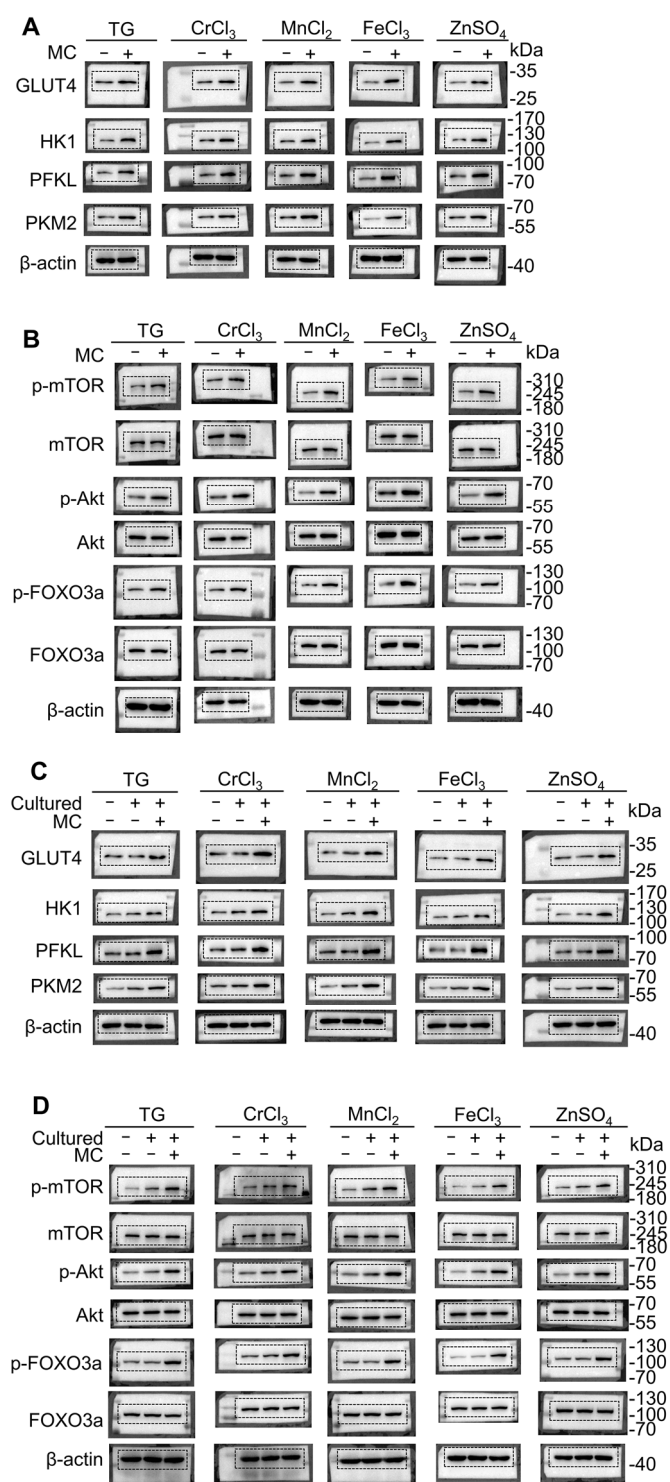 A
TG CrCl₃ MnCl₂ FeCl₃ ZnSO₄
MC − + − + − + − + − + kDa
GLUT4 -35
-25
HK1 -170
-130
-100
PFKL -100
-70
PKM2 -70
-55
β-actin -40
B
TG CrCl₃ MnCl₂ FeCl₃ ZnSO₄
MC − + − + − + − + − + kDa
p-mTOR -310
-245
-180
mTOR -310
-245
-180
p-Akt -70
-55
Akt -70
-55
p-FOXO3a -130
-100
-70
FOXO3a -130
-100
-70
β-actin -40
C
TG CrCl₃ MnCl₂ FeCl₃ ZnSO₄
Cultured − + + − + + − + + − + + − + + kDa
MC + + + + +
GLUT4 -35
-25
HK1 -170
-130
-100
PFKL -100
-70
PKM2 -70
-55
β-actin -40
D
TG CrCl₃ MnCl₂ FeCl₃ ZnSO₄
Cultured − + + − + + − + + − + + − + + kDa
MC + + + + +
p-mTOR -310
-245
-180
mTOR -310
-245
-180
p-Akt -70
-55
Akt -70
-55
p-FOXO3a -130
-100
-70
FOXO3a -130
-100
-70
β-actin -40